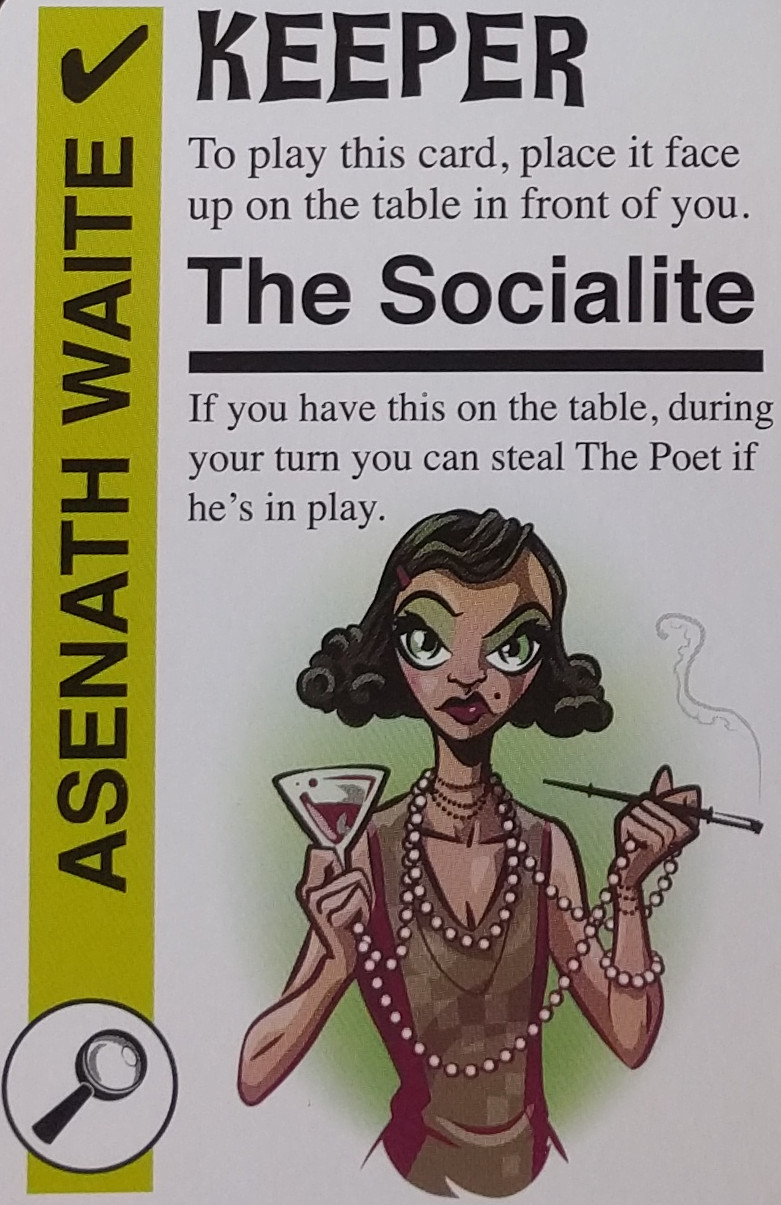 KEEPER
To play this card, place it face
up on the table in front of you.
The Socialite
If you have this on the table, during
your turn you can steal The Poet if
he's in play.
ASENATH WAITE